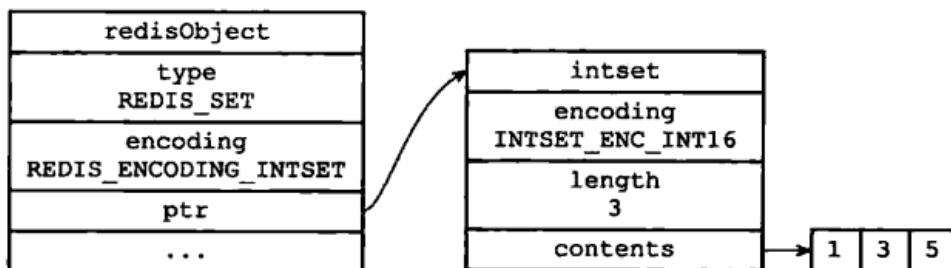 redisObject
type
REDIS_SET
encoding
REDIS_ENCODING_INTSET
ptr
...
intset
encoding
INTSET_ENC_INT16
length
3
contents
1 3 5